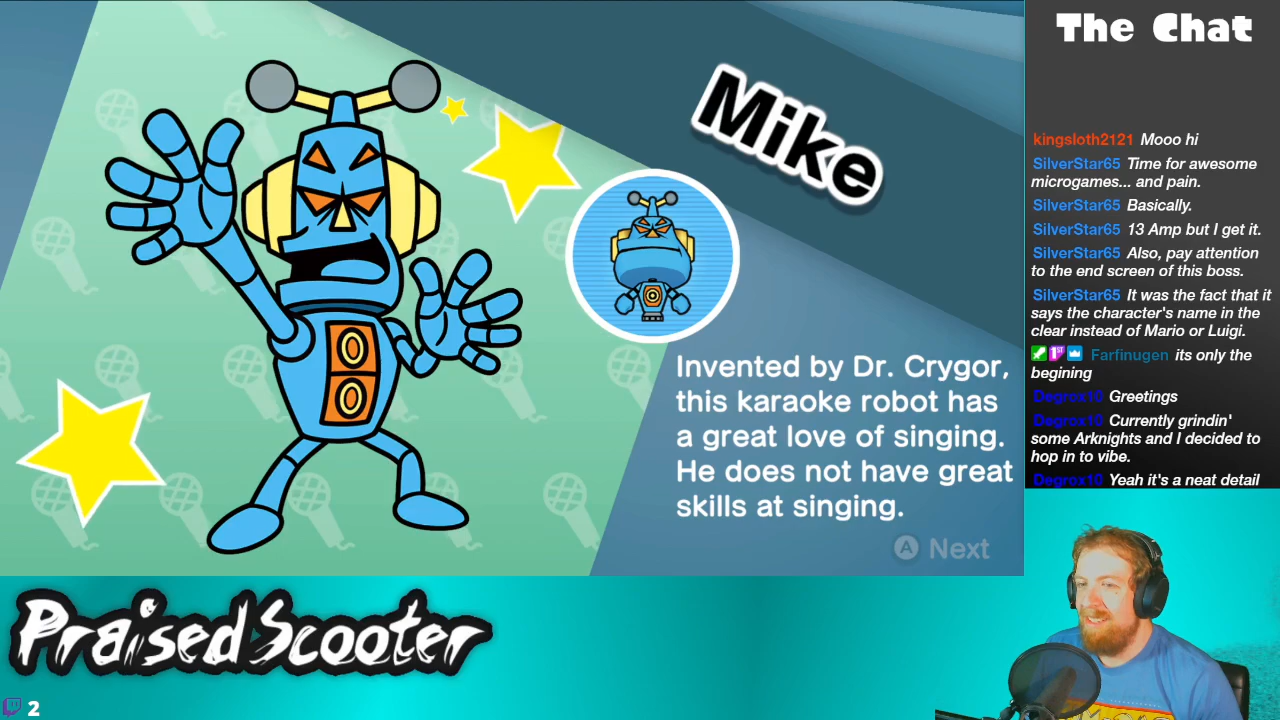 Mike
Invented by Dr. Crygor,
this karaoke robot has
a great love of singing.
He does not have great
skills at singing.
A Next
The Chat
kingsloth2121 Mooo hi
SilverStar65 Time for awesome
microgames... and pain.
SilverStar65 Basically.
SilverStar65 13 Amp but I get it.
SilverStar65 Also, pay attention
to the end screen of this boss.
SilverStar65 It was the fact that it
says the character's name in the
clear instead of Mario or Luigi.
1ST Farfinugen its only the
begining
Degrox10 Greetings
Degrox10 Currently grindin'
some Arknights and I decided to
hop in to vibe.
Degrox10 Yeah it's a neat detail
PraisedScooter
2